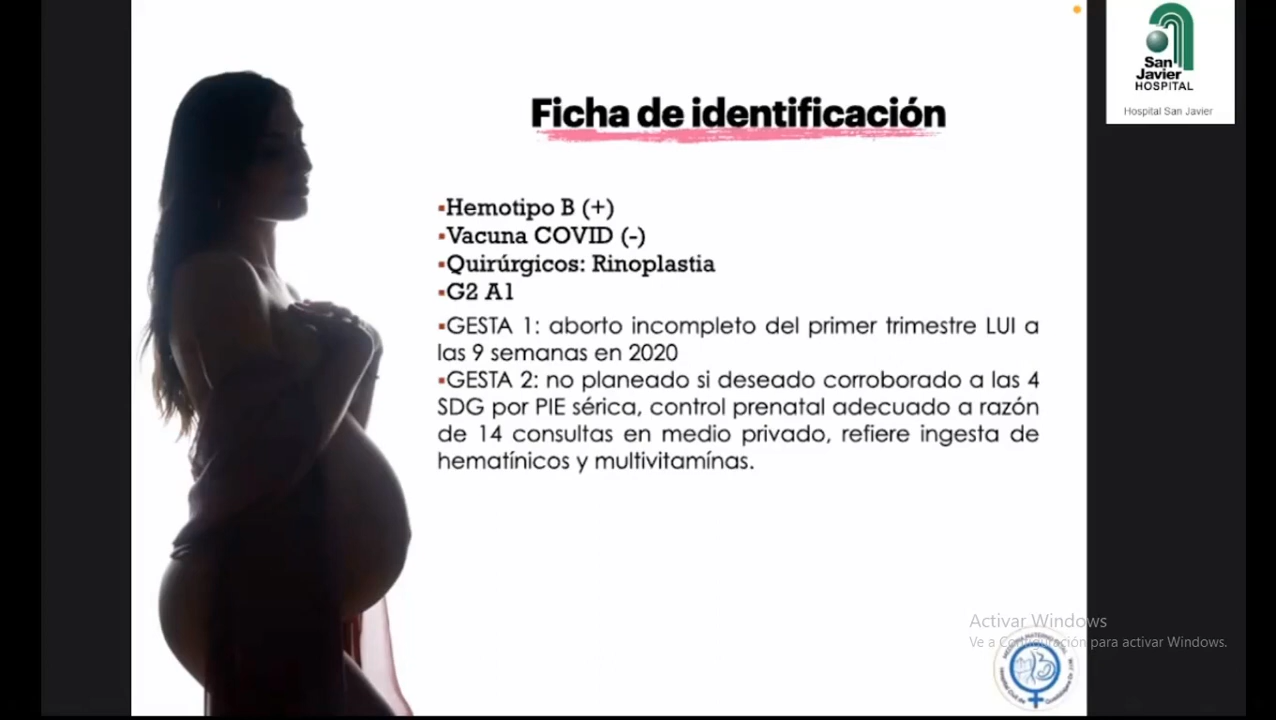 San
Javier
HOSPITAL
Hospital San Javier
Ficha de identificación
▪Hemotipo B (+)
▪Vacuna COVID (-)
▪Quirúrgicos: Rinoplastia
▪G2 A1
▪GESTA 1: aborto incompleto del primer trimestre LUI a
las 9 semanas en 2020
▪GESTA 2: no planeado si deseado corroborado a las 4
SDG por PIE sérica, control prenatal adecuado a razón
de 14 consultas en medio privado, refiere ingesta de
hematínicos y multivitamínas.
Activar Windows
Ve a Configuración para activar Windows.